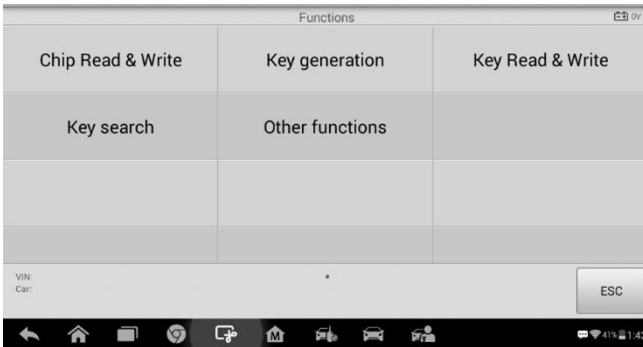 Functions
0V
Chip Read & Write
Key generation
Key Read & Write
Key search
Other functions
VIN:
Car:
ESC
M
41%